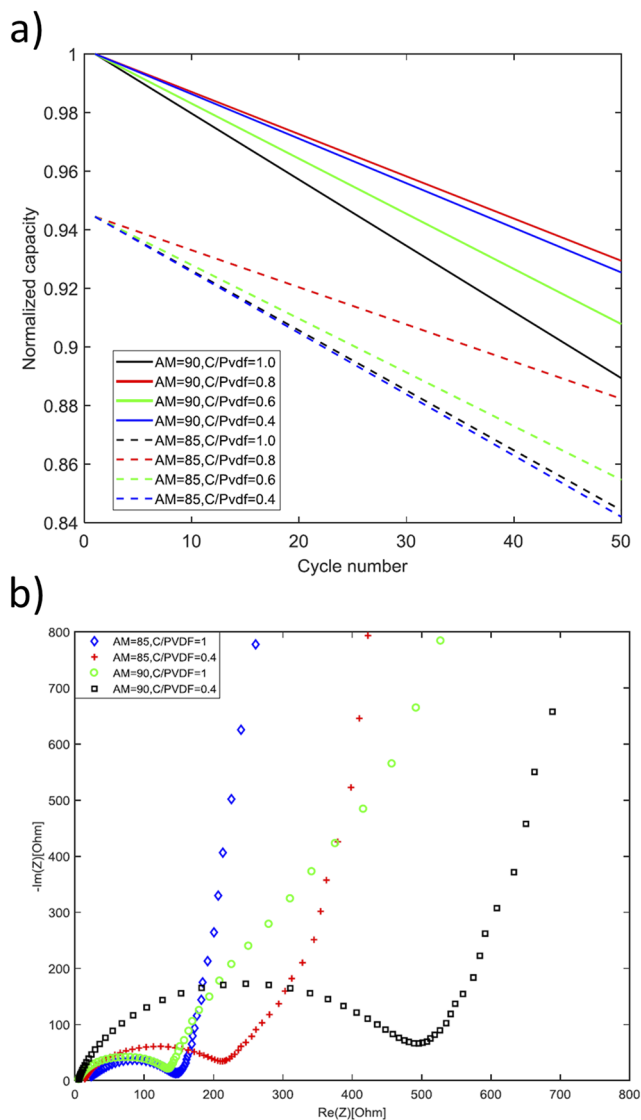 a)
1
0.98
0.96
0.94
0.92
0.9
0.88
0.86
0.84
Normalized capacity
AM=90,C/Pvdf=1.0
AM=90,C/Pvdf=0.8
AM=90,C/Pvdf=0.6
AM=90,C/Pvdf=0.4
AM=85,C/Pvdf=1.0
AM=85,C/Pvdf=0.8
AM=85,C/Pvdf=0.6
AM=85,C/Pvdf=0.4
0 10 20 30 40 50
Cycle number
b)
800
700
600
500
400
300
200
100
0
-Im(Z)[Ohm]
AM=85,C/PVDF=1
AM=85,C/PVDF=0.4
AM=90,C/PVDF=1
AM=90,C/PVDF=0.4
0 100 200 300 400 500 600 700 800
Re(Z)[Ohm]